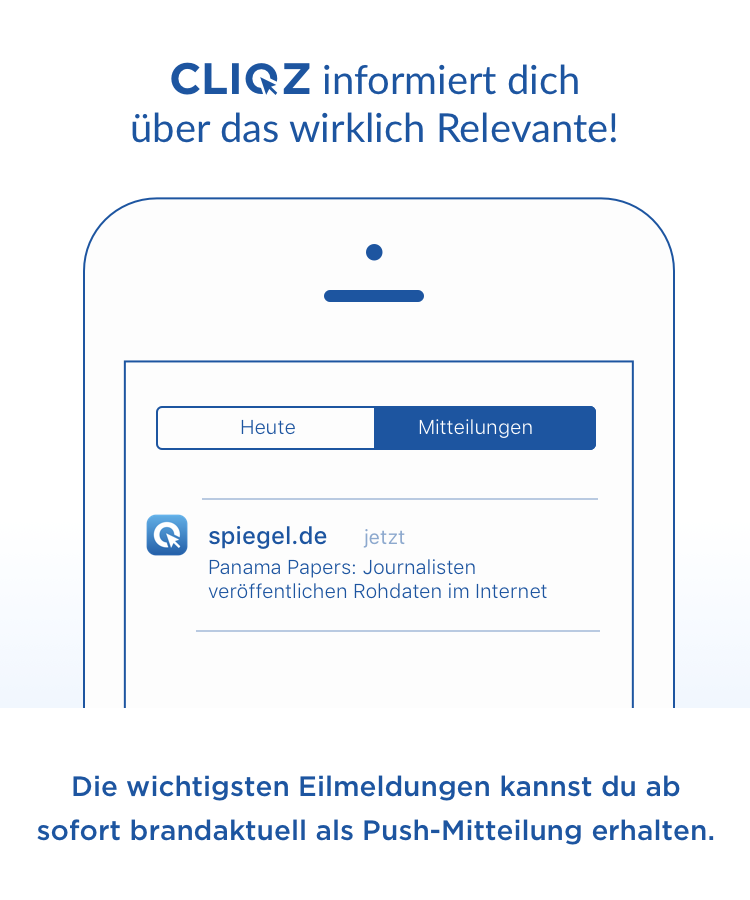 CLIQZ informiert dich
über das wirklich Relevante!
Heute Mitteilungen
spiegel.de jetzt
Panama Papers: Journalisten
veröffentlichen Rohdaten im Internet
Die wichtigsten Eilmeldungen kannst du ab
sofort brandaktuell als Push-Mitteilung erhalten.